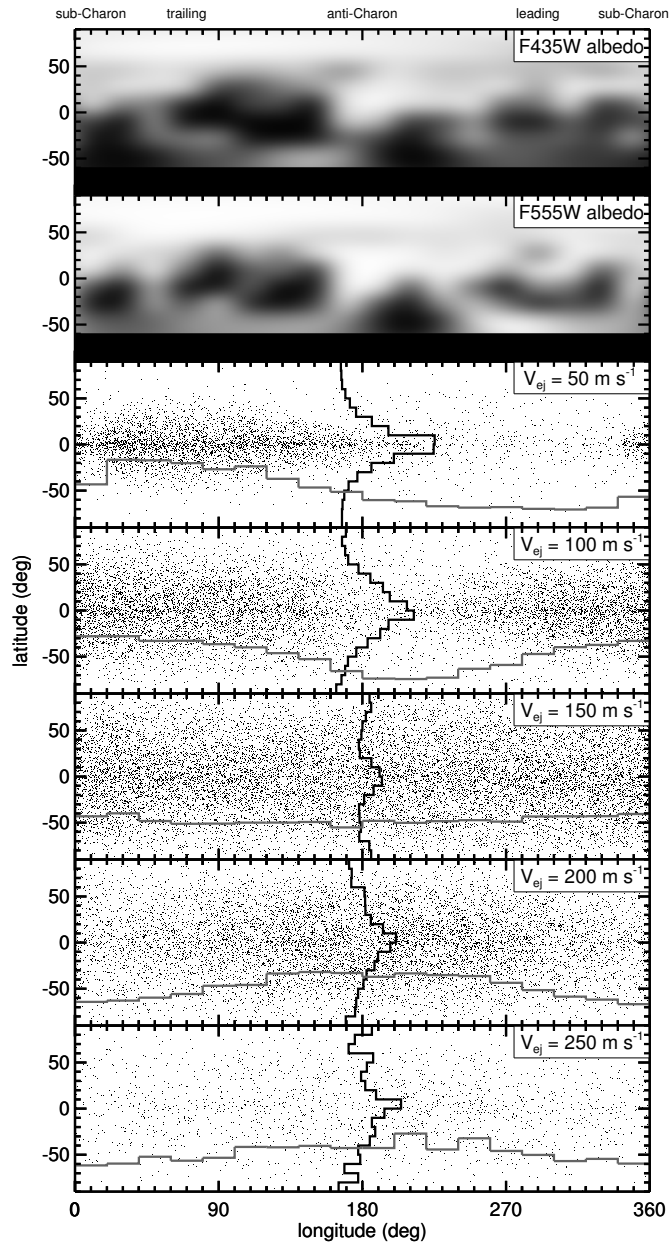 sub-Charon trailing anti-Charon leading sub-Charon
F435W albedo
50
0
-50
F555W albedo
50
0
-50
V_ej = 50 m s^-1
50
0
-50
V_ej = 100 m s^-1
50
0
-50
latitude (deg)
V_ej = 150 m s^-1
50
0
-50
V_ej = 200 m s^-1
50
0
-50
V_ej = 250 m s^-1
50
0
-50
0 90 180 270 360
longitude (deg)